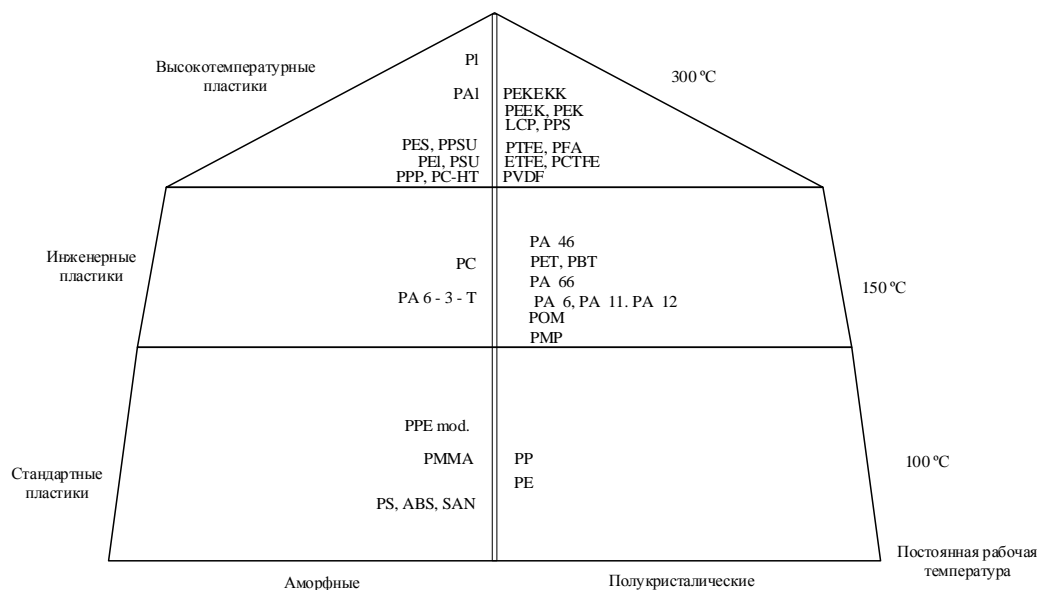 Высокотемпературные
пластики
PI
PAI
PES, PPSU
PEI, PSU
PPP, PC-HT
PEKEKK
PEEK, PEK
LCP, PPS
PTFE, PFA
ETFE, PCTFE
PVDF
300 ºC
Инженерные
пластики
PC
PA 6 - 3 - T
PA 46
PET, PBT
PA 66
PA 6, PA 11. PA 12
POM
PMP
150 ºC
Стандартные
пластики
PPE mod.
PMMA
PS, ABS, SAN
PP
PE
100 ºC
Постоянная рабочая
температура
Аморфные
Полукристалические